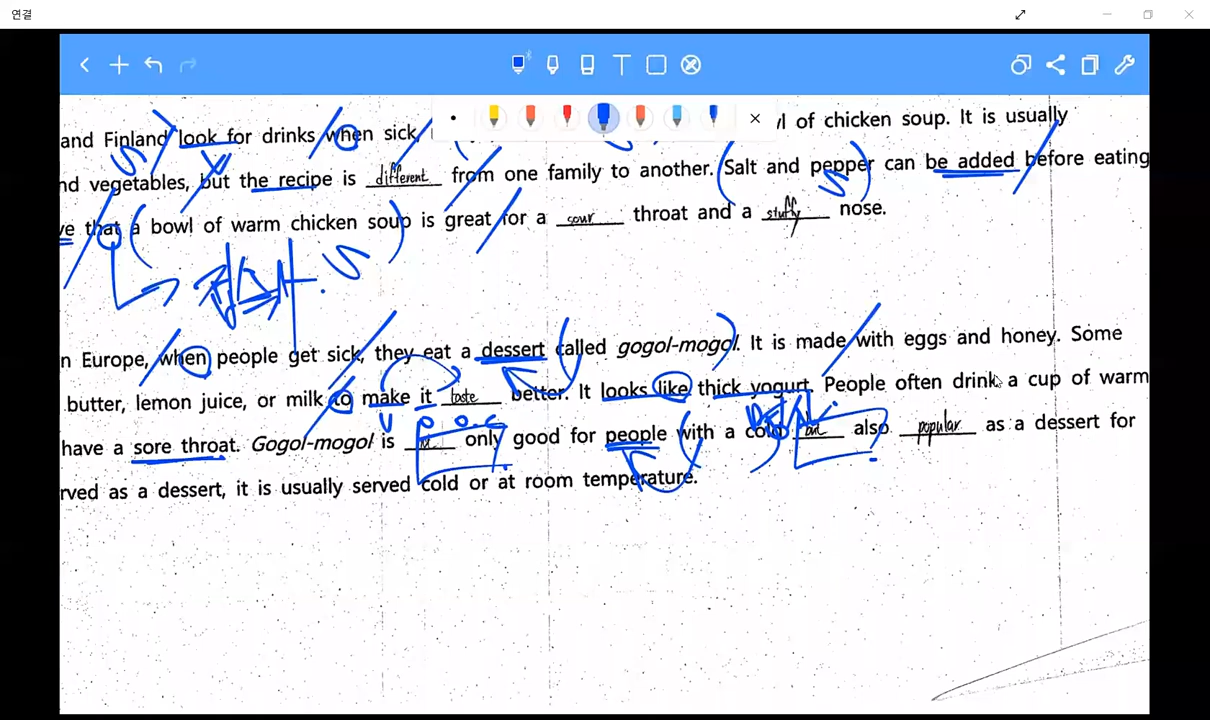 연결
and Finland look for drinks when sick, l of chicken soup. It is usually
nd vegetables, but the recipe is different from one family to another. Salt and pepper can be added before eating
ve that a bowl of warm chicken soup is great for a sour throat and a stuffy nose.
접속사. S
n Europe, when people get sick, they eat a dessert called gogol-mogol. It is made with eggs and honey. Some
butter, lemon juice, or milk to make it taste better. It looks like thick yogurt. People often drink a cup of warm
V O O.C
have a sore throat. Gogol-mogol is only good for people with a cold but also popular as a dessert for
rved as a dessert, it is usually served cold or at room temperature.